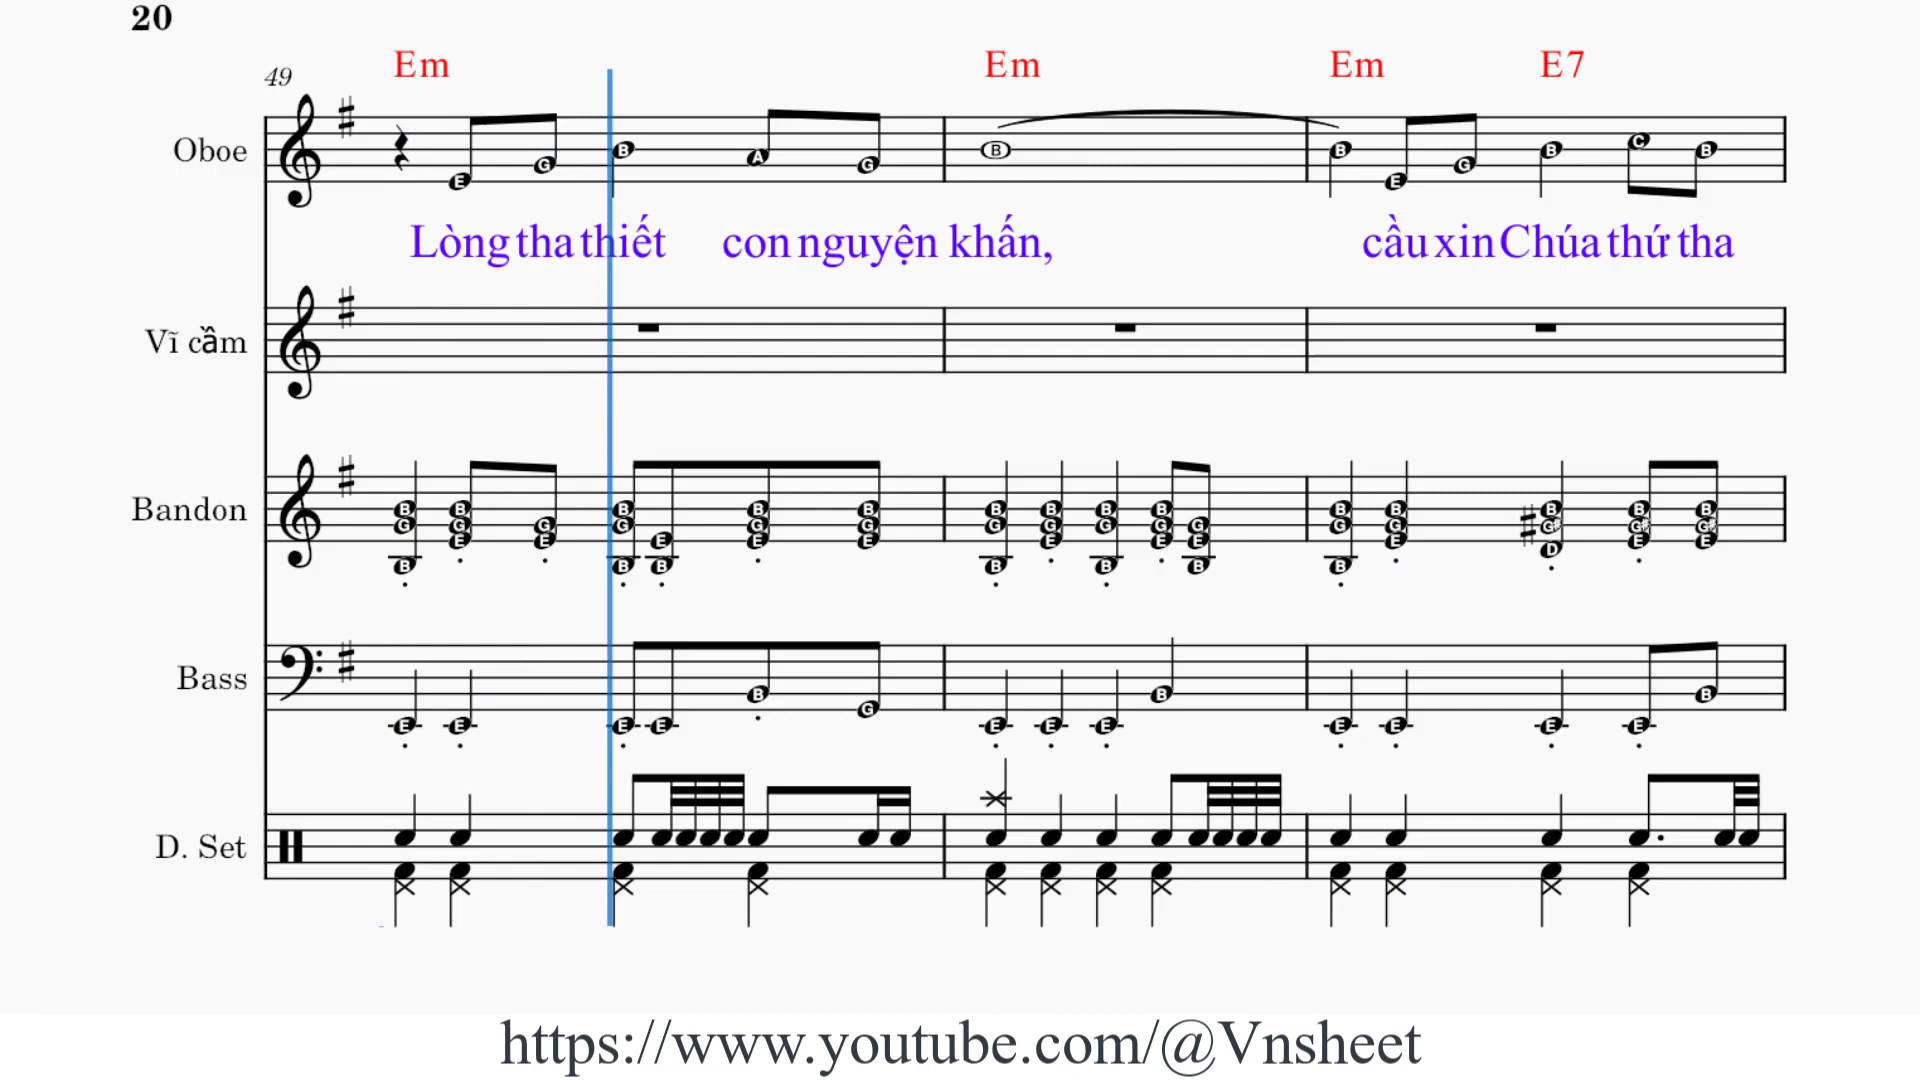 20
Em Em Em E7
49
Oboe
Lòng tha thiết con nguyện khấn, cầu xin Chúa thứ tha
Vĩ cầm
Bandon
Bass
D. Set
https://www.youtube.com/@Vnsheet